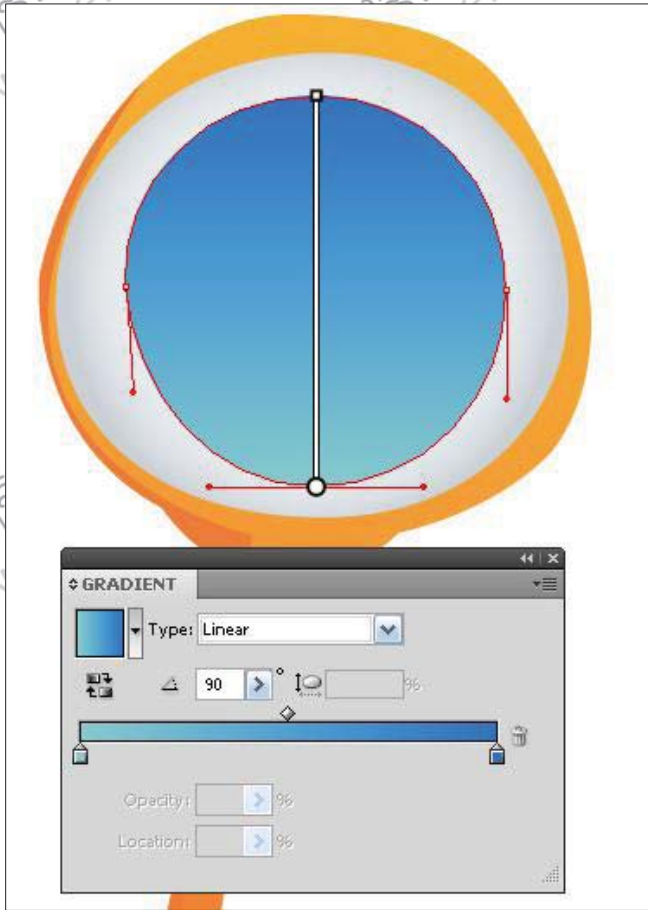 GRADIENT
Type: Linear
90 ° %
Opacity: %
Location: %